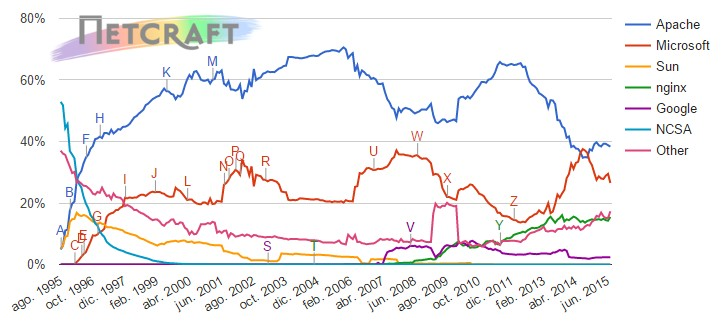 NETCRAFT
80%
60%
40%
20%
0%
Apache
Microsoft
Sun
nginx
Google
NCSA
Other
A
B
C
D
E
F
G
H
I
J
K
L
M
N
O
P
Q
R
S
T
U
V
W
X
Y
Z
ago. 1995
oct. 1996
dic. 1997
feb. 1999
abr. 2000
jun. 2001
ago. 2002
oct. 2003
dic. 2004
feb. 2006
abr. 2007
jun. 2008
ago. 2009
oct. 2010
dic. 2011
feb. 2013
abr. 2014
jun. 2015